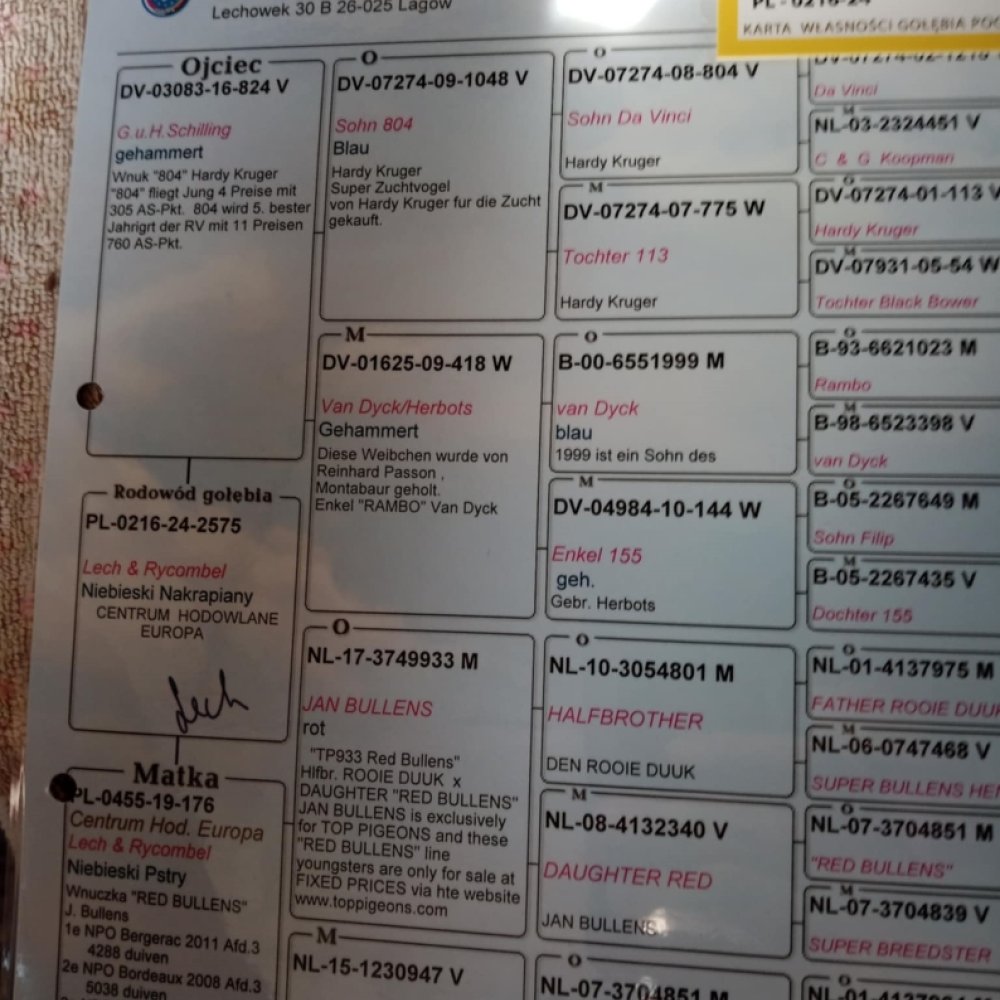 Lechowek 30 B 26-025 Łagów
PL - 0216-24
KARTA WŁASNOŚCI GOŁĘBIA
Ojciec
DV-03083-16-824 V
G.u.H.Schilling
gehammert
Wnuk "804" Hardy Kruger
"804" fliegt Jung 4 Preise mit
305 AS-Pkt. 804 wird 5. bester
Jahrigrt der RV mit 11 Preisen
760 AS-Pkt.
Rodowód gołębia
PL-0216-24-2575
Lech & Rycombel
Niebieski Nakrapiany
CENTRUM HODOWLANE
EUROPA
Lech
Matka
PL-0455-19-176
Centrum Hod. Europa
Lech & Rycombel
Niebieski Pstry
Wnuczka "RED BULLENS"
J. Bullens
1e NPO Bergerac 2011 Afd.3
4288 duiven
2e NPO Bordeaux 2008 Afd.3
5038 duiven
O
DV-07274-09-1048 V
Sohn 804
Blau
Hardy Kruger
Super Zuchtvogel
von Hardy Kruger fur die Zucht
gekauft.
M
DV-01625-09-418 W
Van Dyck/Herbots
Gehammert
Diese Weibchen wurde von
Reinhard Passon ,
Montabaur geholt.
Enkel "RAMBO" Van Dyck
O
NL-17-3749933 M
JAN BULLENS
rot
"TP933 Red Bullens"
Hlfbr. ROOIE DUUK x
DAUGHTER "RED BULLENS"
JAN BULLENS is exclusively
for TOP PIGEONS and these
"RED BULLENS" line
youngsters are only for sale at
FIXED PRICES via hte website
www.toppigeons.com
M
NL-15-1230947 V
O
DV-07274-08-804 V
Sohn Da Vinci
Hardy Kruger
M
DV-07274-07-775 W
Tochter 113
Hardy Kruger
O
B-00-6551999 M
van Dyck
blau
1999 ist ein Sohn des
M
DV-04984-10-144 W
Enkel 155
geh.
Gebr. Herbots
O
NL-10-3054801 M
HALFBROTHER
DEN ROOIE DUUK
M
NL-08-4132340 V
DAUGHTER RED
JAN BULLENS
O
NL-07-3704851 M
Da Vinci
M
NL-03-2324451 V
C & G Koopman
O
DV-07274-01-113 V
Hardy Kruger
M
DV-07931-05-54 W
Tochter Black Bower
O
B-93-6621023 M
Rambo
M
B-98-6523398 V
van Dyck
O
B-05-2267649 M
Sohn Filip
M
B-05-2267435 V
Dochter 155
O
NL-01-4137975 M
FATHER ROOIE DUUK
M
NL-06-0747468 V
SUPER BULLENS HEN
O
NL-07-3704851 M
"RED BULLENS"
M
NL-07-3704839 V
SUPER BREEDSTER
O